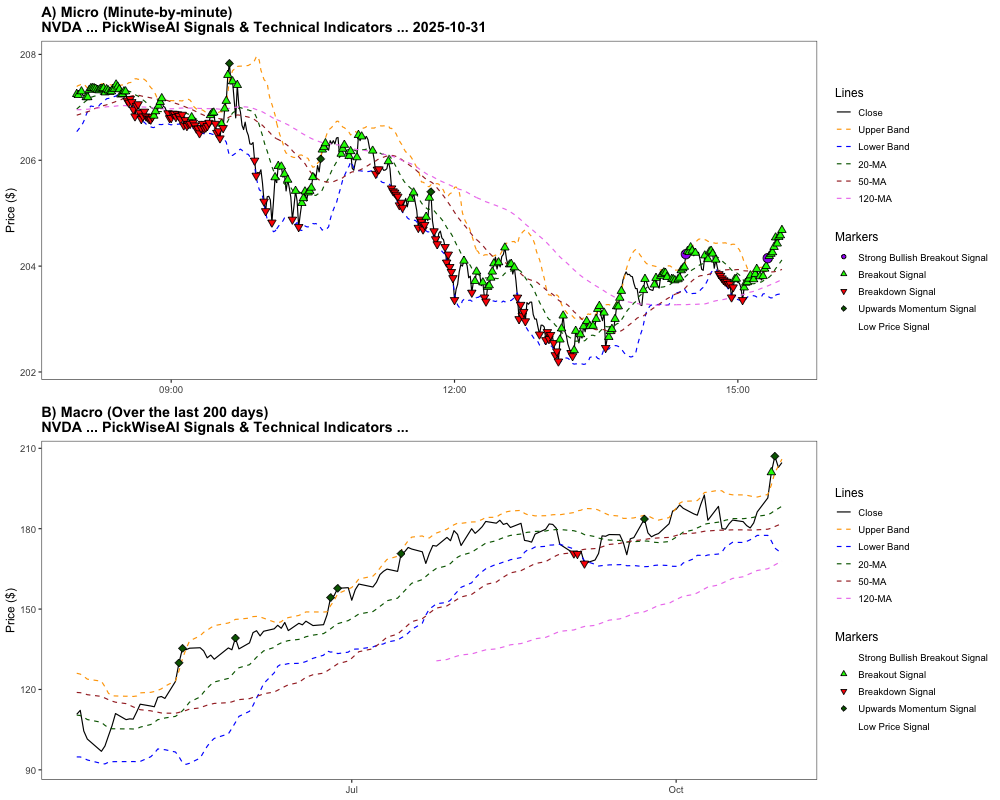 A) Micro (Minute-by-minute)
NVDA ... PickWiseAI Signals & Technical Indicators ... 2025-10-31
208
206
204
202
Price ($)
09:00
12:00
15:00
Lines
Close
Upper Band
Lower Band
20-MA
50-MA
120-MA
Markers
Strong Bullish Breakout Signal
Breakout Signal
Breakdown Signal
Upwards Momentum Signal
Low Price Signal
B) Macro (Over the last 200 days)
NVDA ... PickWiseAI Signals & Technical Indicators ...
210
180
150
120
90
Price ($)
Jul
Oct
Lines
Close
Upper Band
Lower Band
20-MA
50-MA
120-MA
Markers
Strong Bullish Breakout Signal
Breakout Signal
Breakdown Signal
Upwards Momentum Signal
Low Price Signal